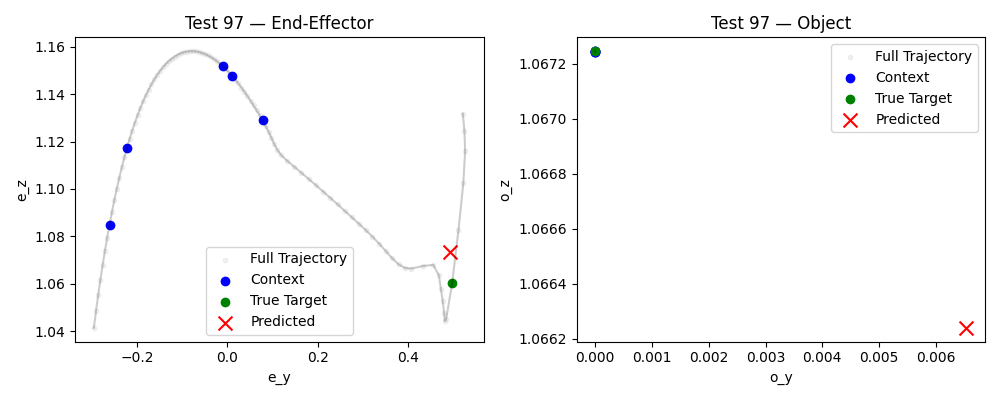 Test 97 — End-Effector
1.16
1.14
1.12
1.10
1.08
1.06
1.04
e_z
−0.2
0.0
0.2
0.4
e_y
Full Trajectory
Context
True Target
Predicted
Test 97 — Object
1.0672
1.0670
1.0668
1.0666
1.0664
1.0662
o_z
0.000
0.001
0.002
0.003
0.004
0.005
0.006
o_y
Full Trajectory
Context
True Target
Predicted